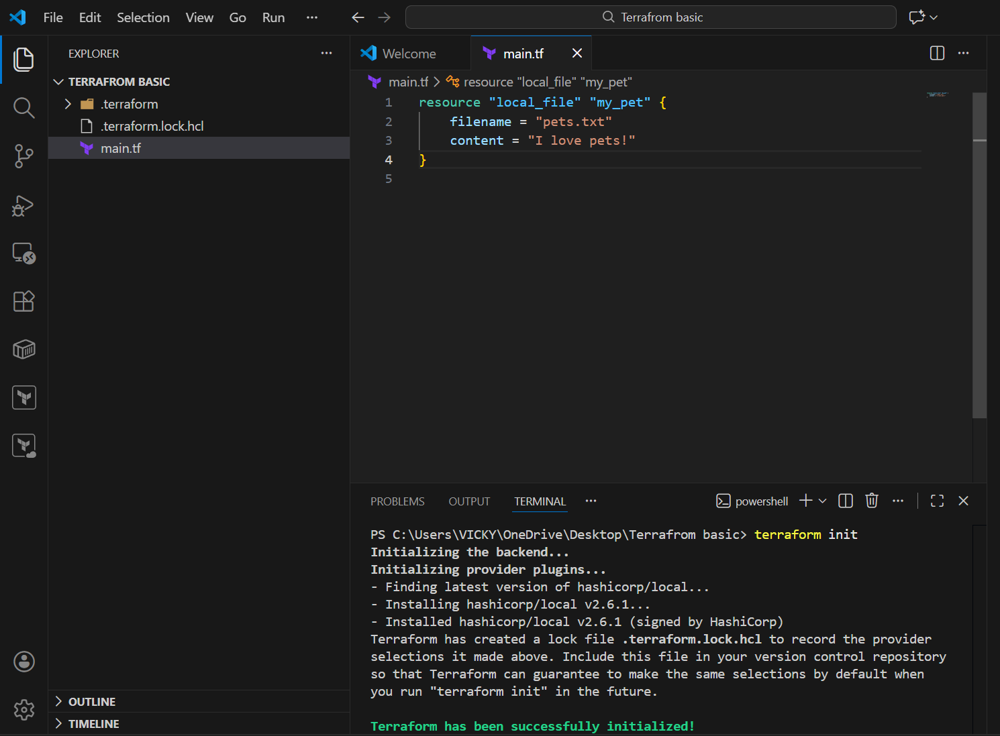 File Edit Selection View Go Run ··· Terrafrom basic
EXPLORER ···
TERRAFROM BASIC
.terraform
.terraform.lock.hcl
main.tf
Welcome main.tf ···
main.tf > resource "local_file" "my_pet"
1 resource "local_file" "my_pet" {
2 filename = "pets.txt"
3 content = "I love pets!"
4 }
5
PROBLEMS OUTPUT TERMINAL ··· powershell ···
PS C:\Users\VICKY\OneDrive\Desktop\Terrafrom basic> terraform init
Initializing the backend...
Initializing provider plugins...
- Finding latest version of hashicorp/local...
- Installing hashicorp/local v2.6.1...
- Installed hashicorp/local v2.6.1 (signed by HashiCorp)
Terraform has created a lock file .terraform.lock.hcl to record the provider
selections it made above. Include this file in your version control repository
so that Terraform can guarantee to make the same selections by default when
you run "terraform init" in the future.
Terraform has been successfully initialized!
OUTLINE
TIMELINE